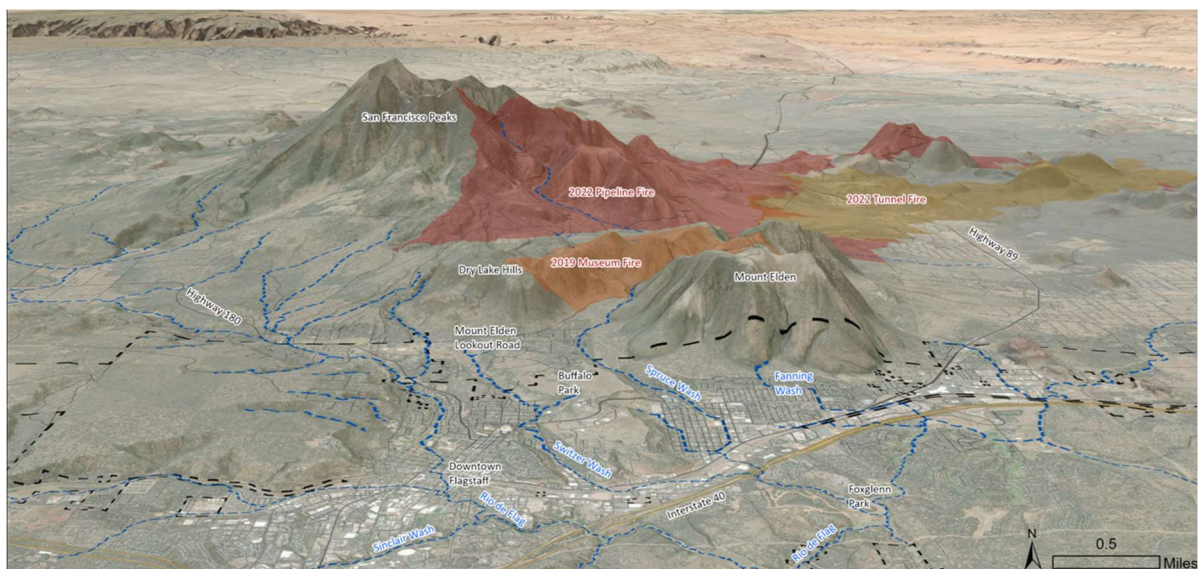 San Francisco Peaks
2022 Pipeline Fire
2022 Tunnel Fire
Highway 89
2019 Museum Fire
Dry Lake Hills
Mount Elden
Highway 180
Mount Elden
Lookout Road
Buffalo
Park
Spruce Wash
Fanning
Wash
Switzer Wash
Downtown
Flagstaff
Rio de Flag
Interstate 40
Foxglenn
Park
Sinclair Wash
Rio de Flag
N
0.5
Miles